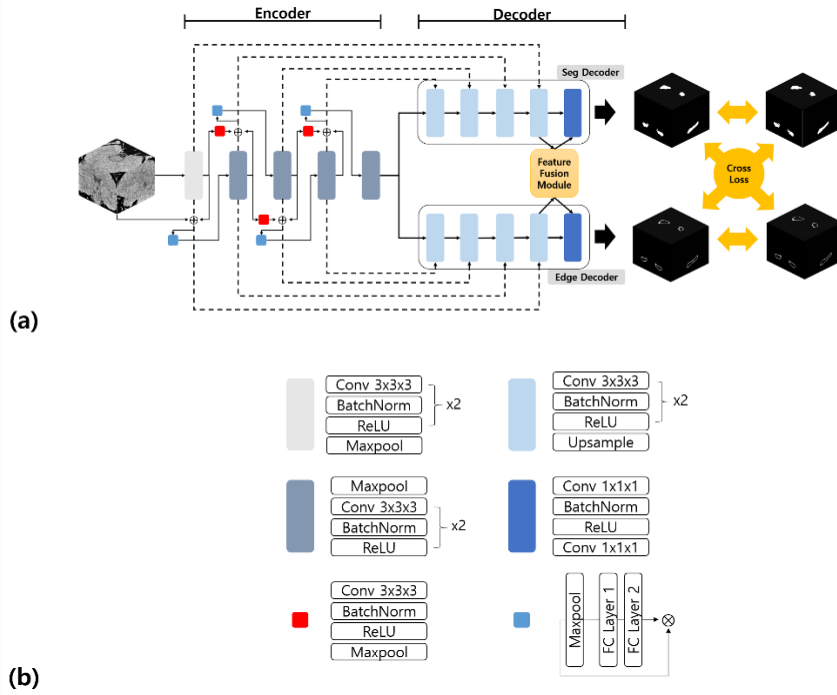 Encoder
Decoder
Seg Decoder
Feature
Fusion
Module
Cross
Loss
Edge Decoder
(a)
Conv 3x3x3
BatchNorm
ReLU
Maxpool
x2
Conv 3x3x3
BatchNorm
ReLU
Upsample
x2
Maxpool
Conv 3x3x3
BatchNorm
ReLU
x2
Conv 1x1x1
BatchNorm
ReLU
Conv 1x1x1
Conv 3x3x3
BatchNorm
ReLU
Maxpool
Maxpool
FC Layer 1
FC Layer 2
(b)